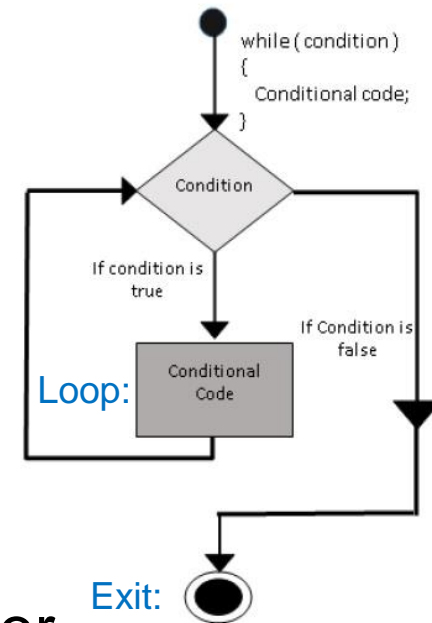 while ( condition )
{
Conditional code;
}
Condition
If condition is
true
If Condition is
false
Loop:
Conditional
Code
Exit: